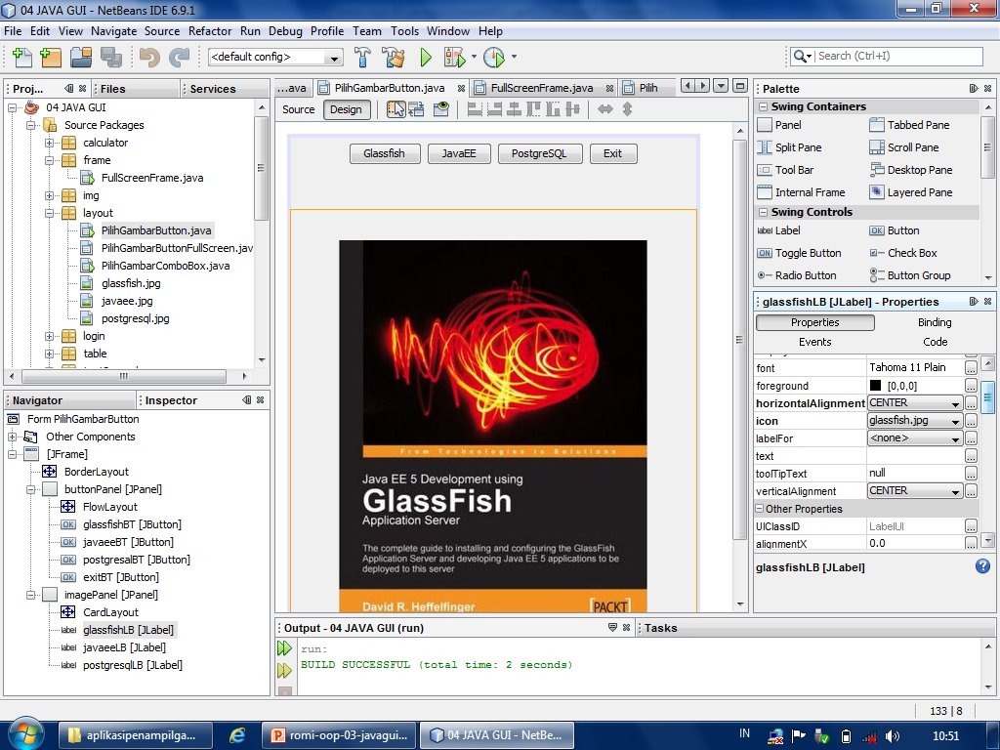 04 JAVA GUI - NetBeans IDE 6.9.1
File Edit View Navigate Source Refactor Run Debug Profile Team Tools Window Help
<default config>
Search (Ctrl+I)
Proj... Files Services
04 JAVA GUI
Source Packages
calculator
frame
FullScreenFrame.java
img
layout
PilihGambarButton.java
PilihGambarButtonFullScreen.jav
PilihGambarComboBox.java
glassfish.jpg
javaee.jpg
postgresql.jpg
login
table
Navigator Inspector
Form PilihGambarButton
Other Components
[JFrame]
BorderLayout
buttonPanel [JPanel]
FlowLayout
OK glassfishBT [JButton]
OK javaeeBT [JButton]
OK postgresalBT [JButton]
OK exitBT [JButton]
imagePanel [JPanel]
CardLayout
label glassfishLB [JLabel]
label javaeeLB [JLabel]
label postgresqlLB [JLabel]
...ava PilihGambarButton.java FullScreenFrame.java Pilih
Source Design
Glassfish JavaEE PostgreSQL Exit
From Technologies to Solutions
Java EE 5 Development using
GlassFish
Application Server
The complete guide to installing and configuring the GlassFish
Application Server and developing Java EE 5 applications to be
deployed to this server
David R. Heffelfinger [PACKT]
Output - 04 JAVA GUI (run) Tasks
run:
BUILD SUCCESSFUL (total time: 2 seconds)
Palette
Swing Containers
Panel Tabbed Pane
Split Pane Scroll Pane
Tool Bar Desktop Pane
Internal Frame Layered Pane
Swing Controls
label Label OK Button
ON Toggle Button Check Box
Radio Button Button Group
glassfishLB [JLabel] - Properties
Properties Binding
Events Code
font Tahoma 11 Plain ...
foreground [0,0,0] ...
horizontalAlignment CENTER ...
icon glassfish.jpg ...
labelFor <none> ...
text ...
toolTipText null ...
verticalAlignment CENTER ...
Other Properties
UIClassID LabelUI ...
alignmentX 0.0 ...
glassfishLB [JLabel]
133 | 8
aplikasipenampilga... romi-oop-03-javagui... 04 JAVA GUI - NetBe... IN 10:51